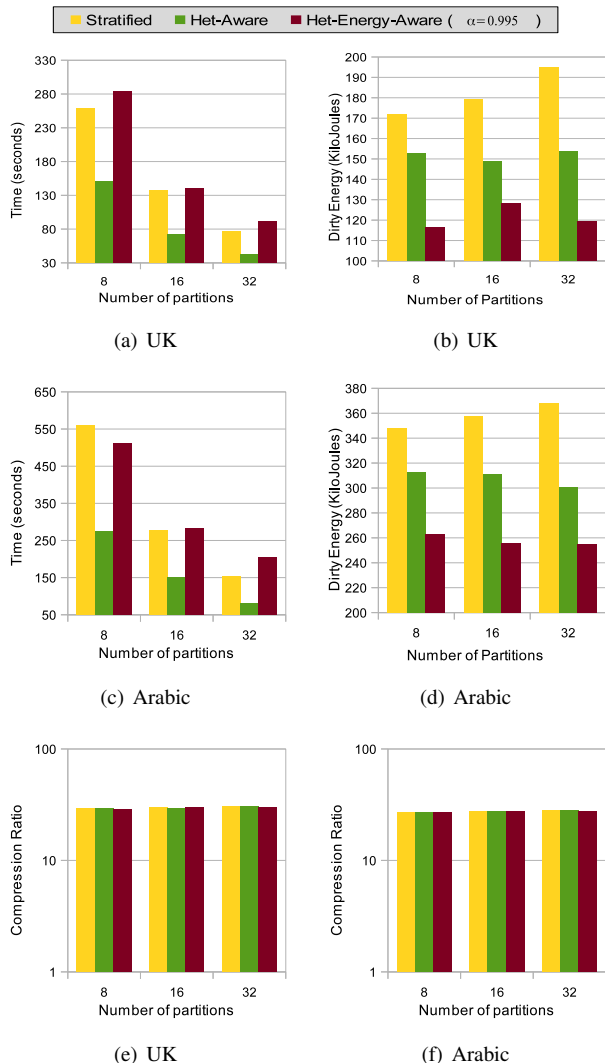 Stratified Het-Aware Het-Energy-Aware ( α=0.995 )
330
280
230
180
130
80
30
Time (seconds)
8 16 32
Number of partitions
(a) UK
200
190
180
170
160
150
140
130
120
110
100
Dirty Energy (KiloJoules)
8 16 32
Number of Partitions
(b) UK
650
550
450
350
250
150
50
Time (seconds)
8 16 32
Number of partitions
(c) Arabic
380
360
340
320
300
280
260
240
220
200
Dirty Energy (KiloJoules)
8 16 32
Number of Partitions
(d) Arabic
100
10
1
Compression Ratio
8 16 32
Number of partitions
(e) UK
100
10
1
Compression Ratio
8 16 32
Number of partitions
(f) Arabic